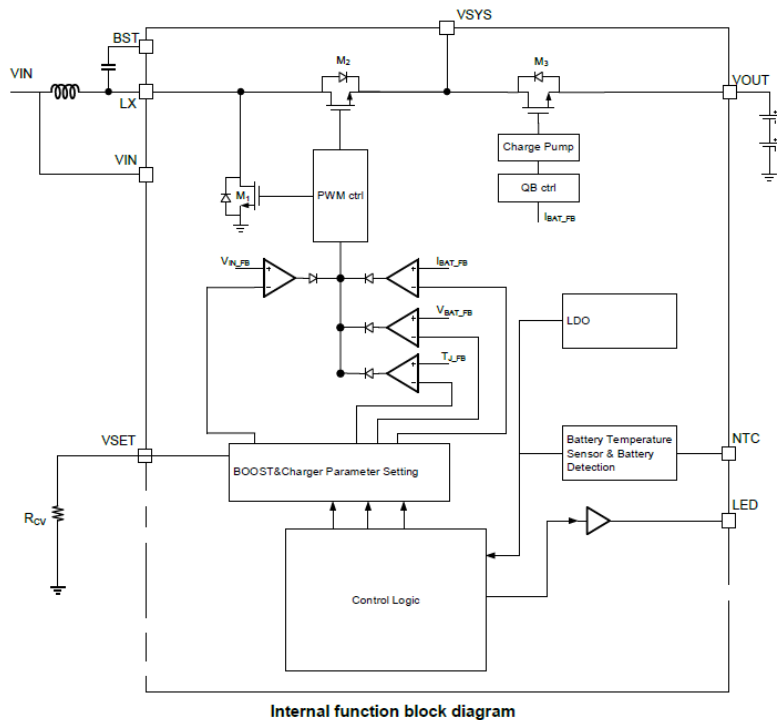 VSYS
BST
VIN
LX
M2
M3
VOUT
VIN
M1
PWM ctrl
Charge Pump
QB ctrl
IBAT_FB
VIN_FB
IBAT_FB
VBAT_FB
TJ_FB
LDO
VSET
BOOST&Charger Parameter Setting
Battery Temperature
Sensor & Battery
Detection
NTC
RCV
LED
Control Logic
Internal function block diagram